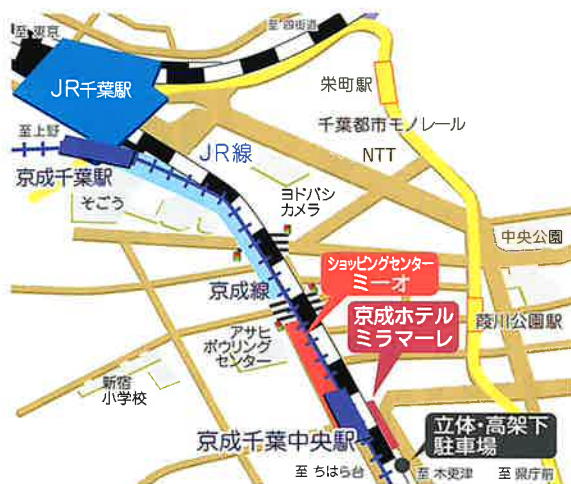 至 東京
至 四街道
JR千葉駅
栄町駅
千葉都市モノレール
至 上野
JR線
NTT
京成千葉駅
そごう
ヨドバシ
カメラ
中央公園
ショッピングセンター
ミーオ
京成線
京成ホテル
ミラマーレ
葭川公園駅
アサヒ
ボウリング
センター
新宿
小学校
立体・高架下
駐車場
京成千葉中央駅
至 ちはら台
至 木更津
至 県庁前